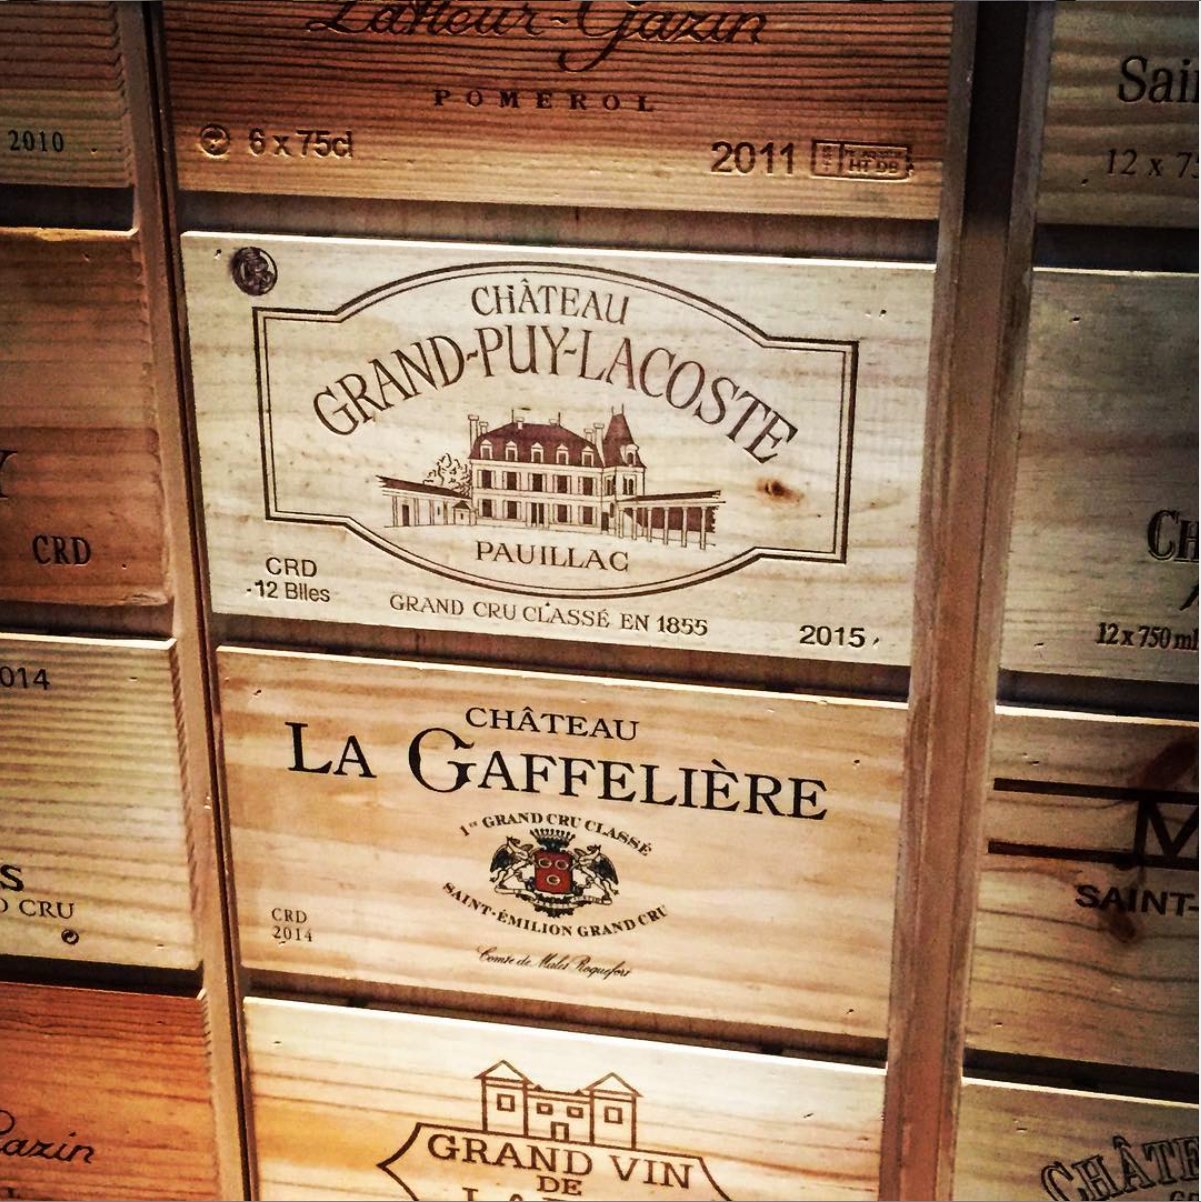 Lafleur-Gazin
POMEROL
6 x 75cl
2011
CHÂTEAU
GRAND-PUY-LACOSTE
PAUILLAC
CRD
12 Blles
GRAND CRU CLASSÉ EN 1855
2015
CHÂTEAU
LA GAFFELIÈRE
1er GRAND CRU CLASSÉ
SAINT-ÉMILION GRAND CRU
CRD
2014
Comte de Malet Roquefort
GRAND VIN
DE
2010
CRD
014
S
CRU
Gazin
Sai
12 x 75
CH
12 x 750 ml
M
SAINT-
CHÂTE